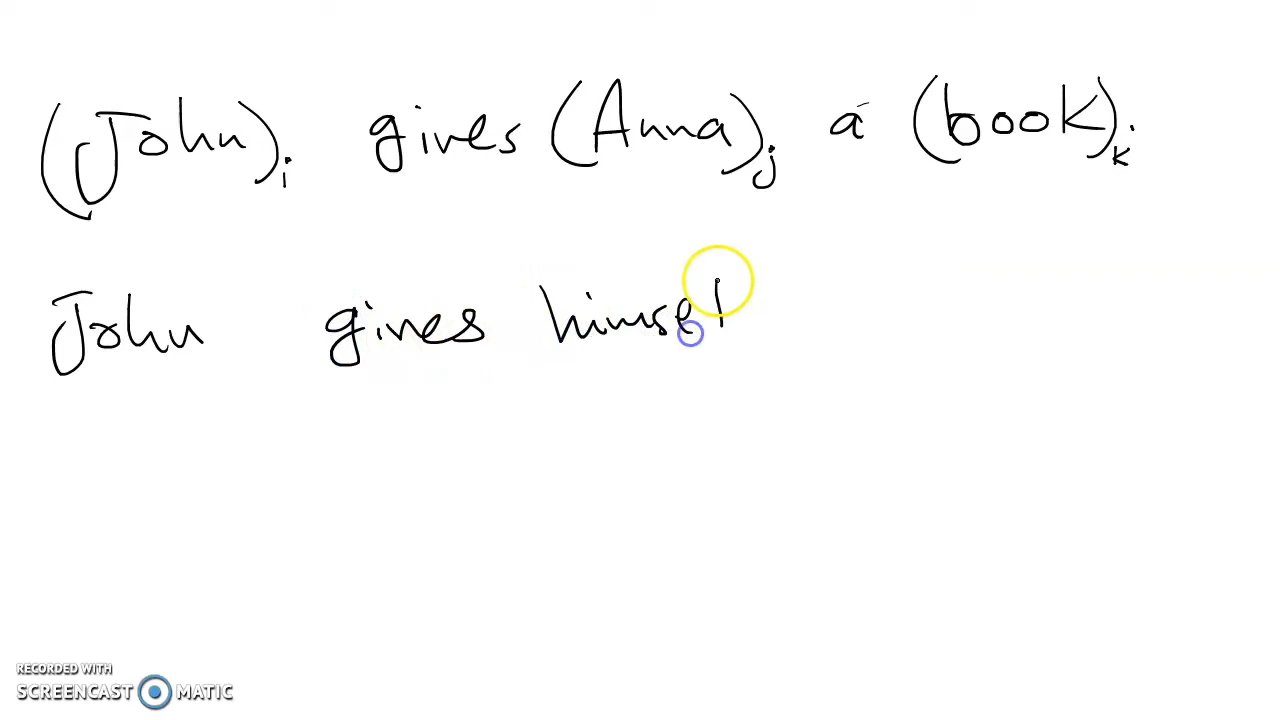 (John)i gives (Anna)j a (book)k
John gives himsel
RECORDED WITH
SCREENCAST MATIC